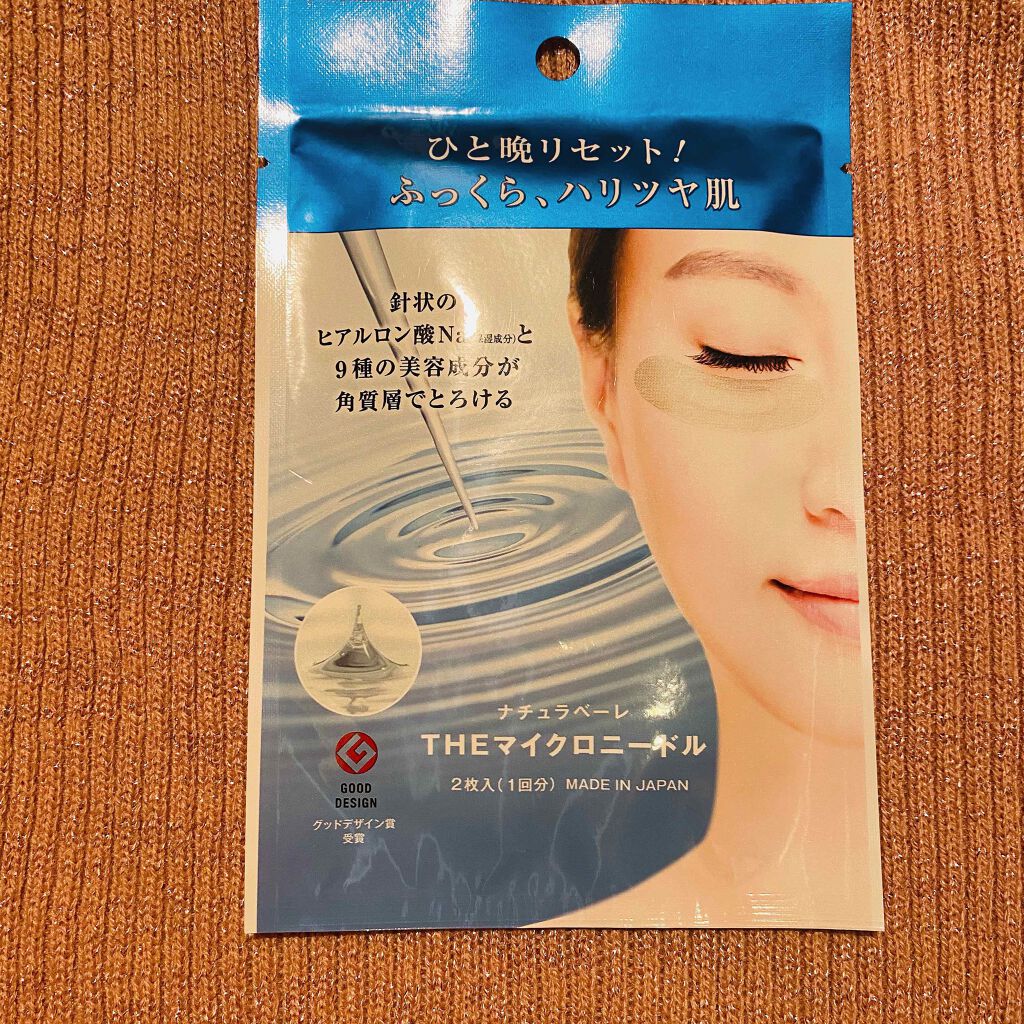 ひと晩リセット!
ふっくら、ハリツヤ肌
針状の
ヒアルロン酸Na 湿成分)と
9種の美容成分が
角質層でとろける
ナチュラベーレ
THEマイクロニードル
2枚入(1回分) MADE IN JAPAN
GOOD
DESIGN
グッドデザイン賞
受賞